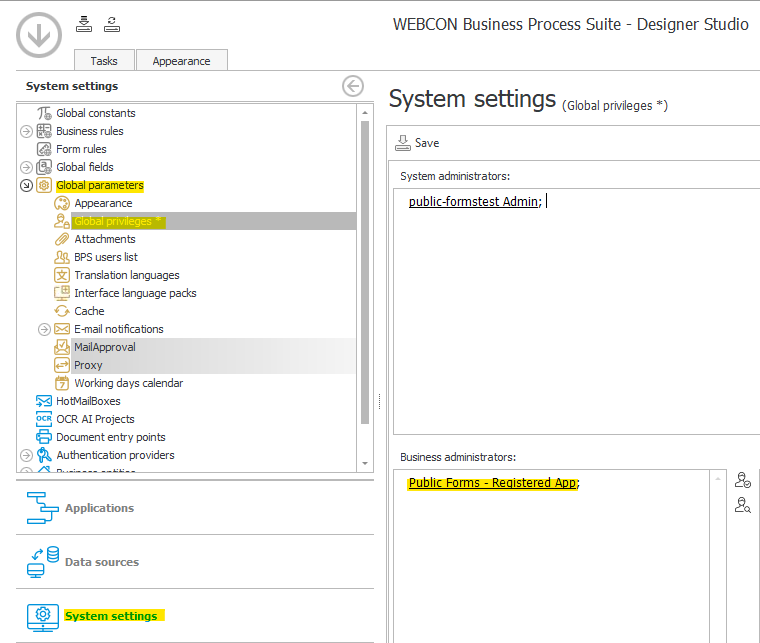 WEBCON Business Process Suite - Designer Studio
Tasks
Appearance
System settings
Global constants
Business rules
Form rules
Global fields
Global parameters
Appearance
Global privileges *
Attachments
BPS users list
Translation languages
Interface language packs
Cache
E-mail notifications
MailApproval
Proxy
Working days calendar
HotMailBoxes
OCR OCR AI Projects
Document entry points
Authentication providers
Business entities
Applications
Data sources
System settings
System settings (Global privileges *)
Save
System administrators:
public-formstest Admin;
Business administrators:
Public Forms - Registered App;